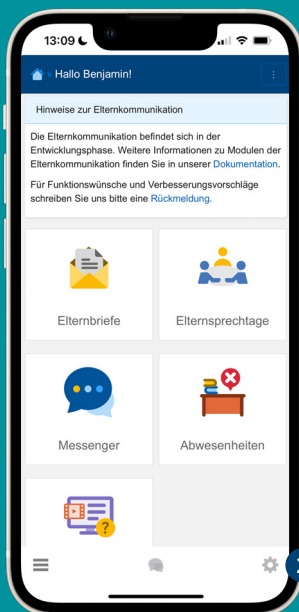 13:09
» Hallo Benjamin!
Hinweise zur Elternkommunikation
Die Elternkommunikation befindet sich in der
Entwicklungsphase. Weitere Informationen zu Modulen der
Elternkommunikation finden Sie in unserer Dokumentation.
Für Funktionswünsche und Verbesserungsvorschläge
schreiben Sie uns bitte eine Rückmeldung.
Elternbriefe
Elternsprechtage
Messenger
Abwesenheiten
?